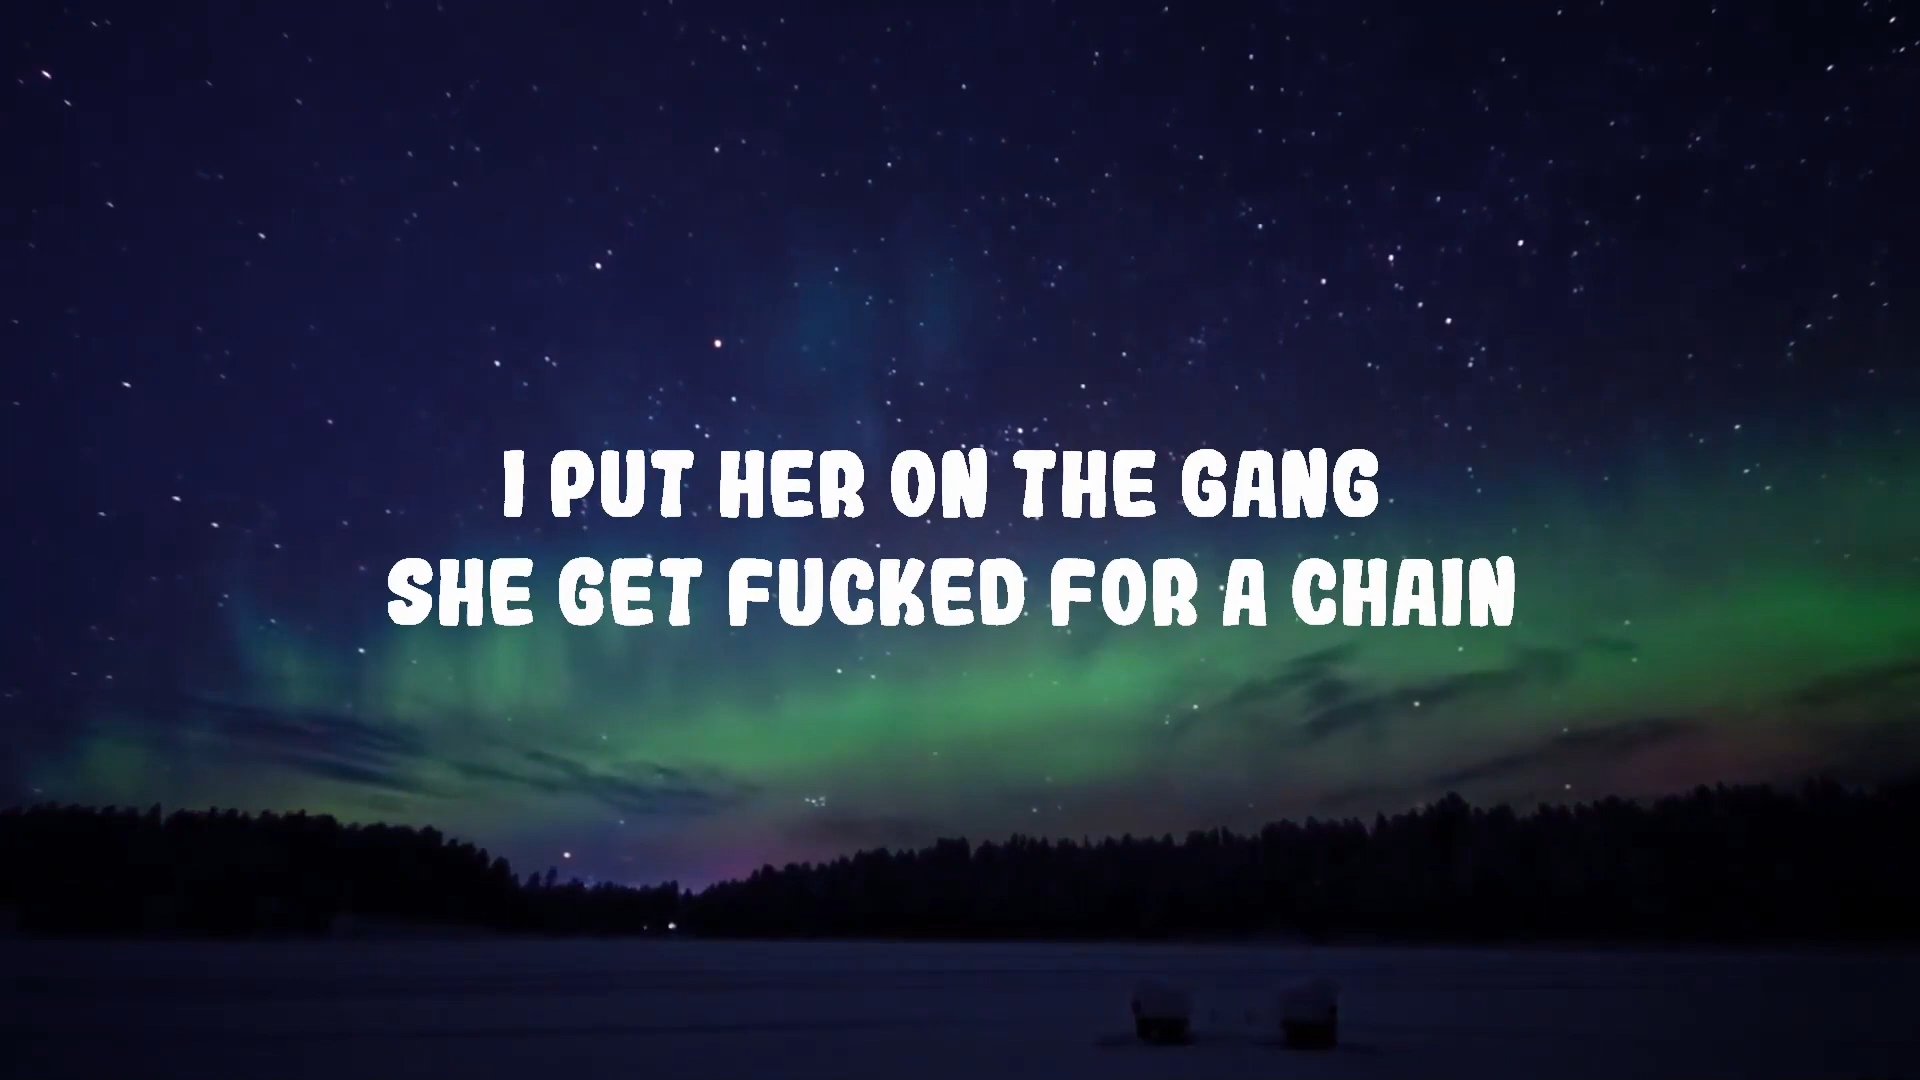 I PUT HER ON THE GANG
SHE GET FUCKED FOR A CHAIN